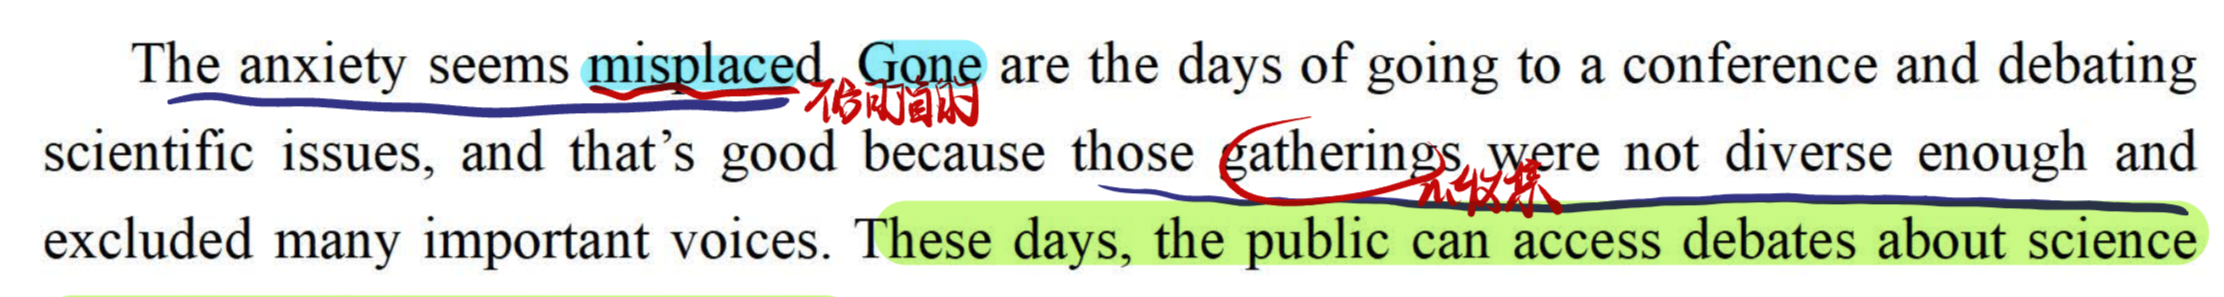 The anxiety seems misplaced. Gone are the days of going to a conference and debating
scientific issues, and that's good because those gatherings were not diverse enough and
excluded many important voices. These days, the public can access debates about science